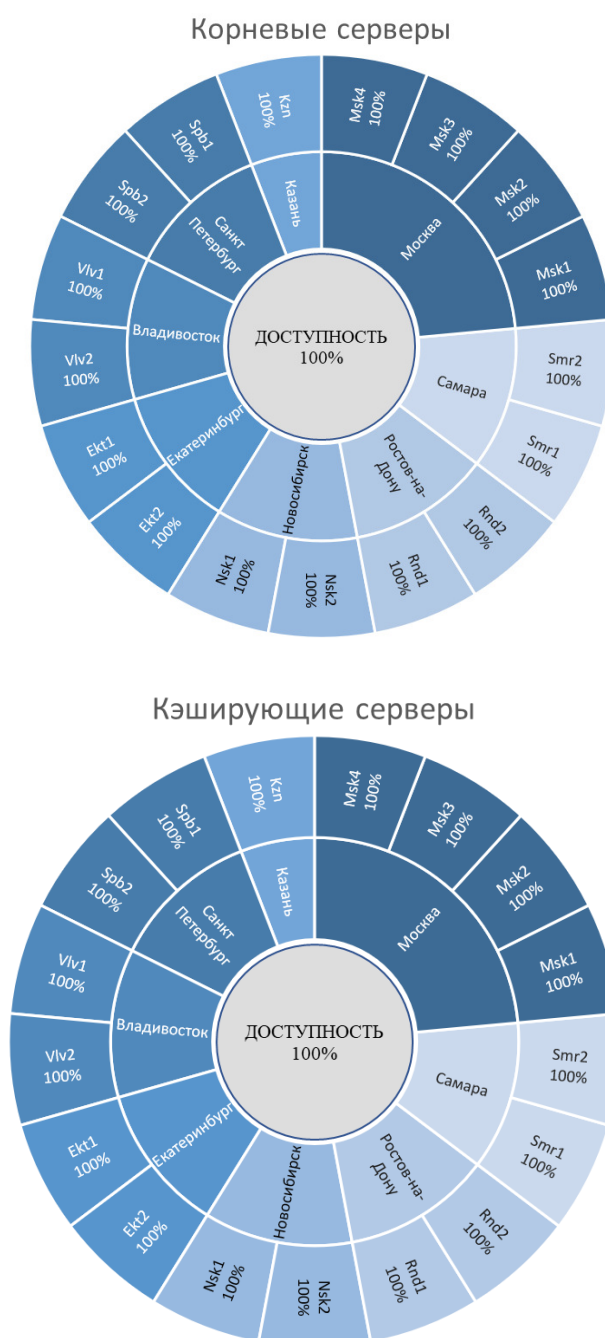 Корневые серверы
Msk4
100%
Msk3
100%
Msk2
100%
Msk1
100%
Москва
Smr2
100%
Smr1
100%
Самара
Rnd2
100%
Rnd1
100%
Ростов-на-
Дону
Nsk2
100%
Nsk1
100%
Новосибирск
Ekt2
100%
Ekt1
100%
Екатеринбург
Vlv2
100%
Vlv1
100%
Владивосток
Spb2
100%
Spb1
100%
Санкт
Петербург
Kzn
100%
Казань
ДОСТУПНОСТЬ
100%
Кэширующие серверы
Msk4
100%
Msk3
100%
Msk2
100%
Msk1
100%
Москва
Smr2
100%
Smr1
100%
Самара
Rnd2
100%
Rnd1
100%
Ростов-на-
Дону
Nsk2
100%
Nsk1
100%
Новосибирск
Ekt2
100%
Ekt1
100%
Екатеринбург
Vlv2
100%
Vlv1
100%
Владивосток
Spb2
100%
Spb1
100%
Санкт
Петербург
Kzn
100%
Казань
ДОСТУПНОСТЬ
100%